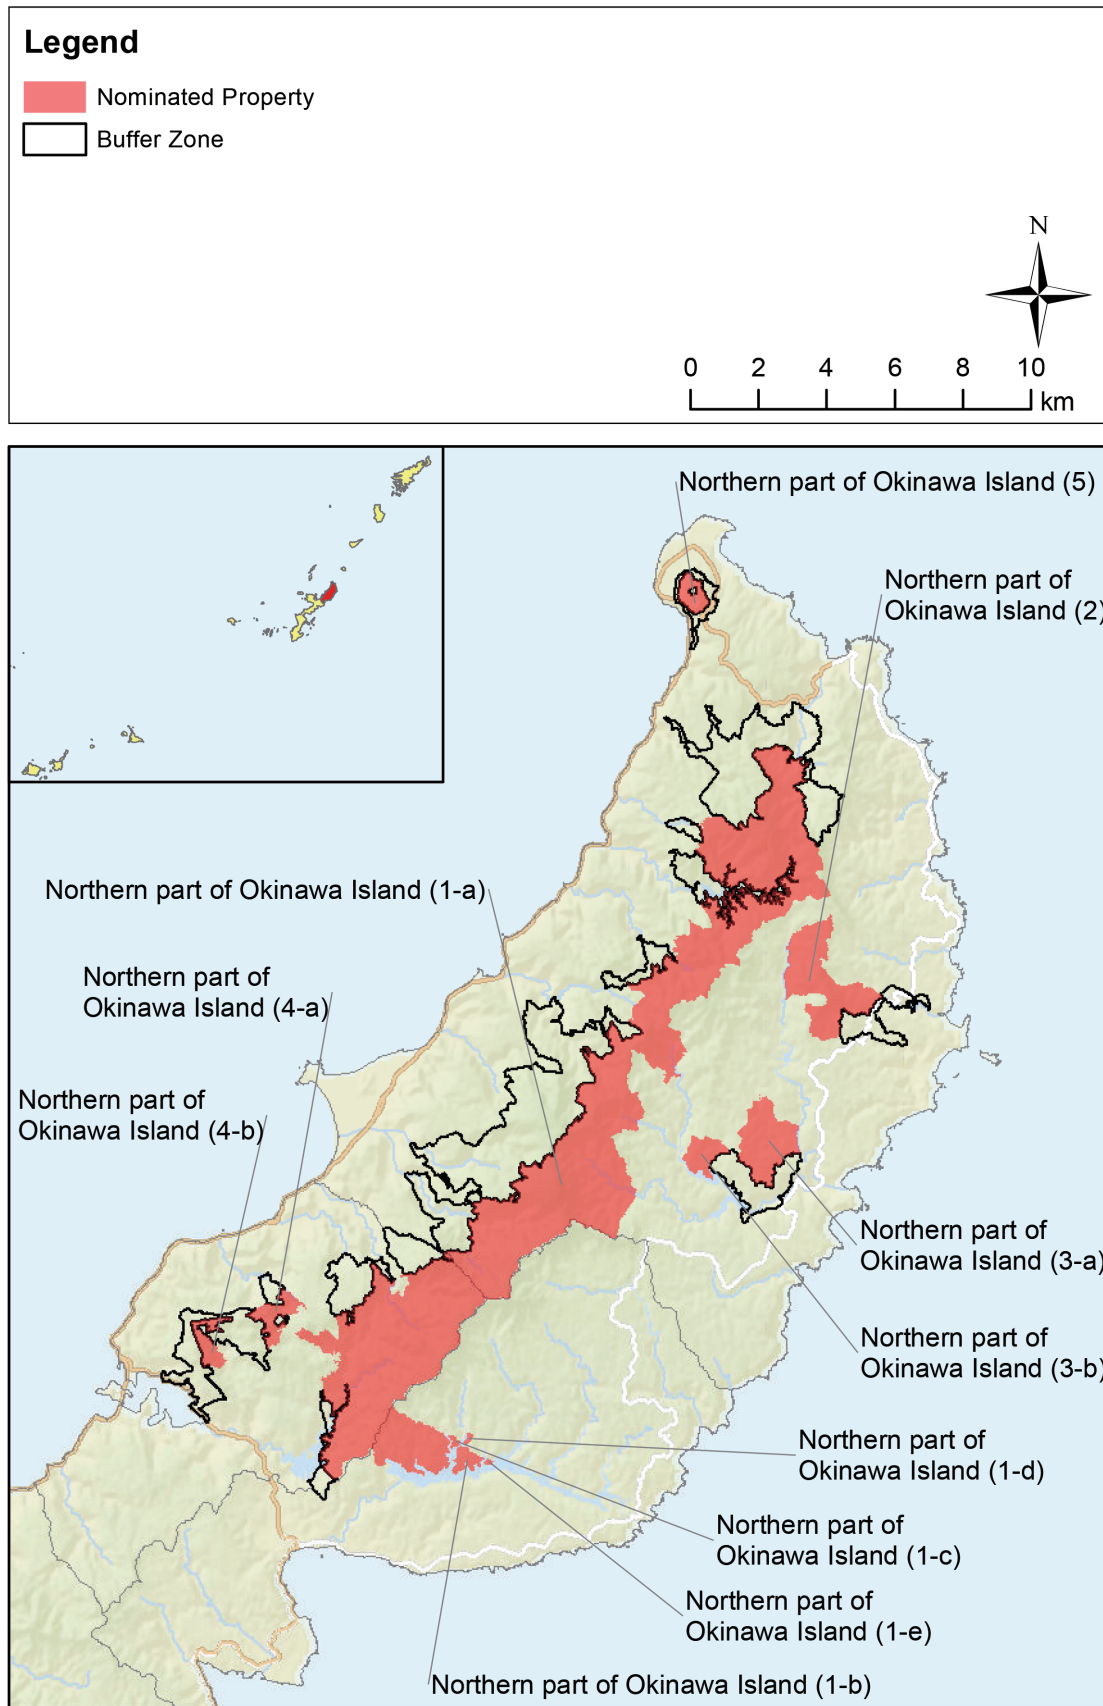 Legend
Nominated Property
Buffer Zone
N
0 2 4 6 8 10
km
Northern part of Okinawa Island (5)
Northern part of
Okinawa Island (2)
Northern part of Okinawa Island (1-a)
Northern part of
Okinawa Island (4-a)
Northern part of
Okinawa Island (4-b)
Northern part of
Okinawa Island (3-a)
Northern part of
Okinawa Island (3-b)
Northern part of
Okinawa Island (1-d)
Northern part of
Okinawa Island (1-c)
Northern part of
Okinawa Island (1-e)
Northern part of Okinawa Island (1-b)